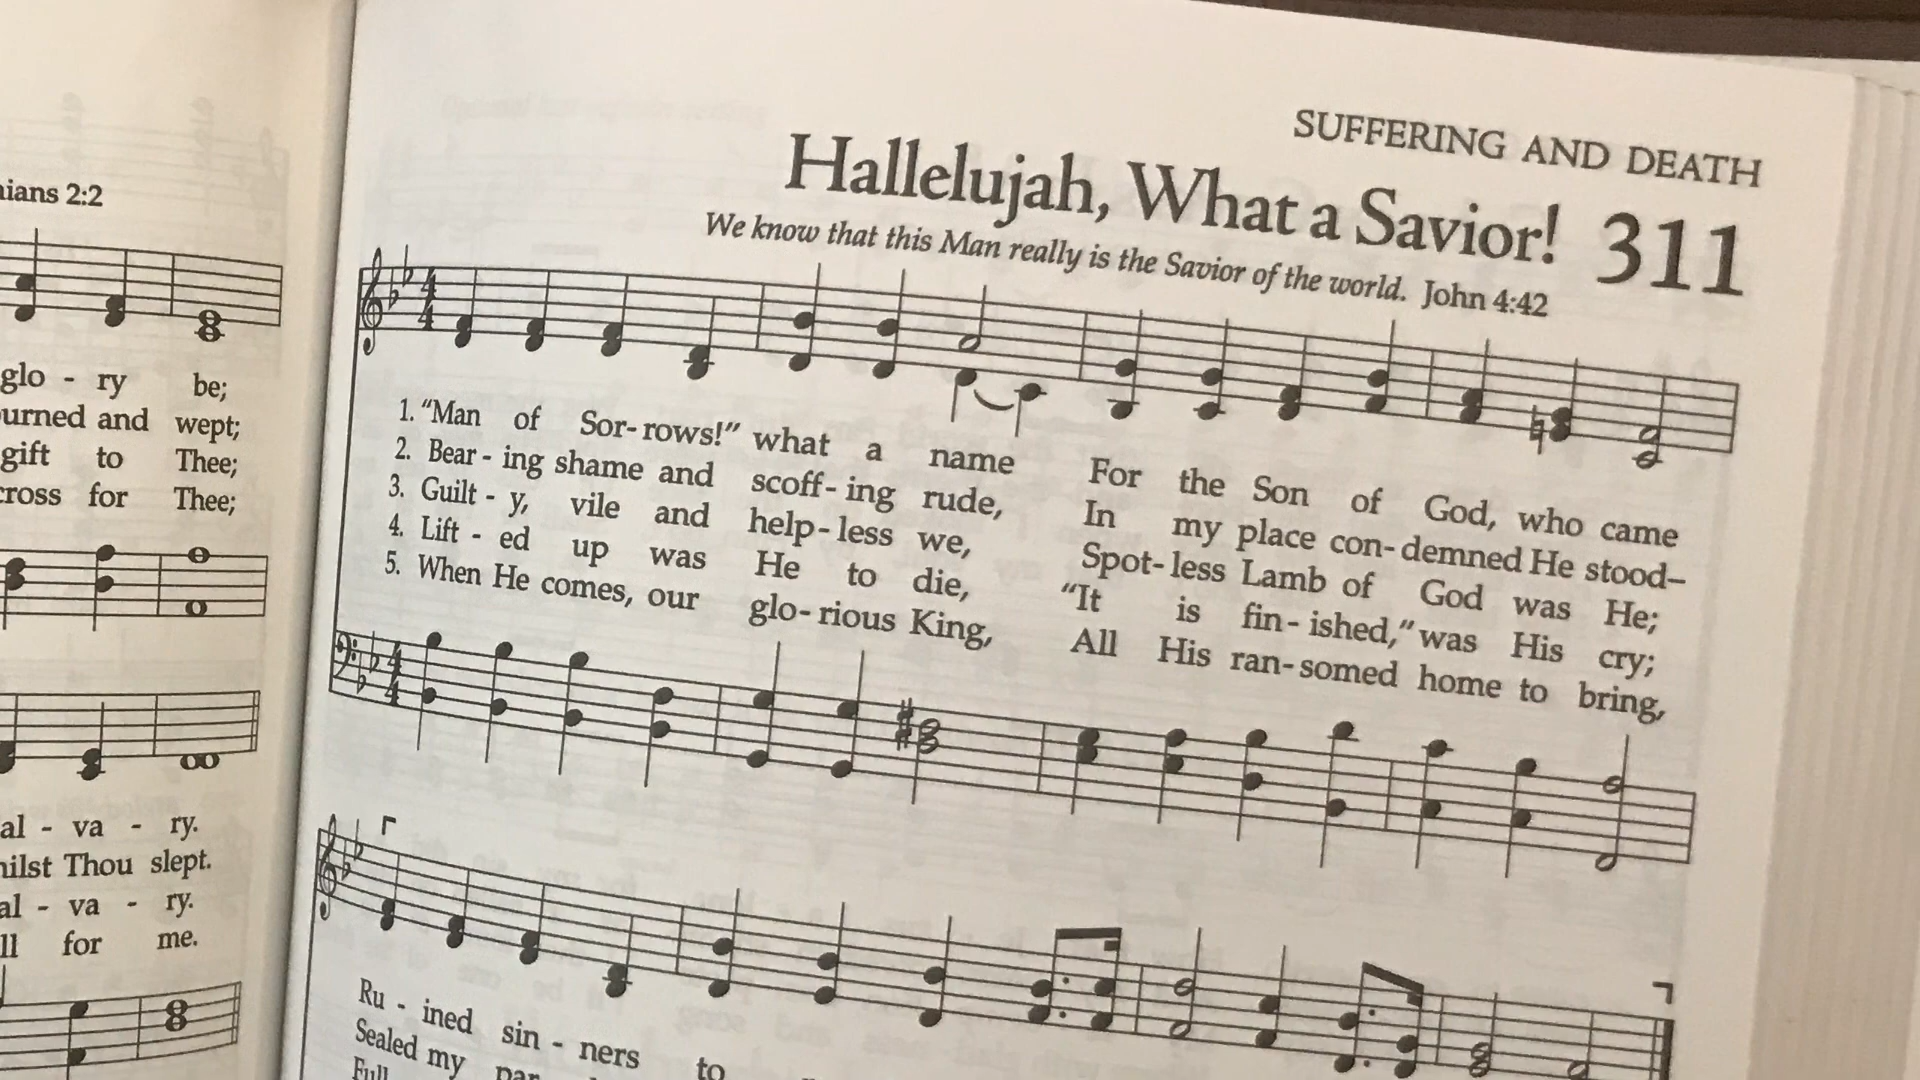 ians 2:2
glo - ry be;
urned and wept;
gift to Thee;
cross for Thee;
al - va - ry.
hilst Thou slept.
al - va - ry.
ll for me.
SUFFERING AND DEATH
Hallelujah, What a Savior! 311
We know that this Man really is the Savior of the world. John 4:42
1. “Man of Sor-rows!” what a name For the Son of God, who came
2. Bear - ing shame and scoff-ing rude, In my place con-demned He stood–
3. Guilt - y, vile and help-less we, Spot-less Lamb of God was He;
4. Lift - ed up was He to die, “It is fin-ished,” was His cry;
5. When He comes, our glo-rious King, All His ran-somed home to bring,
Ru - ined sin - ners to
Sealed my par
Full